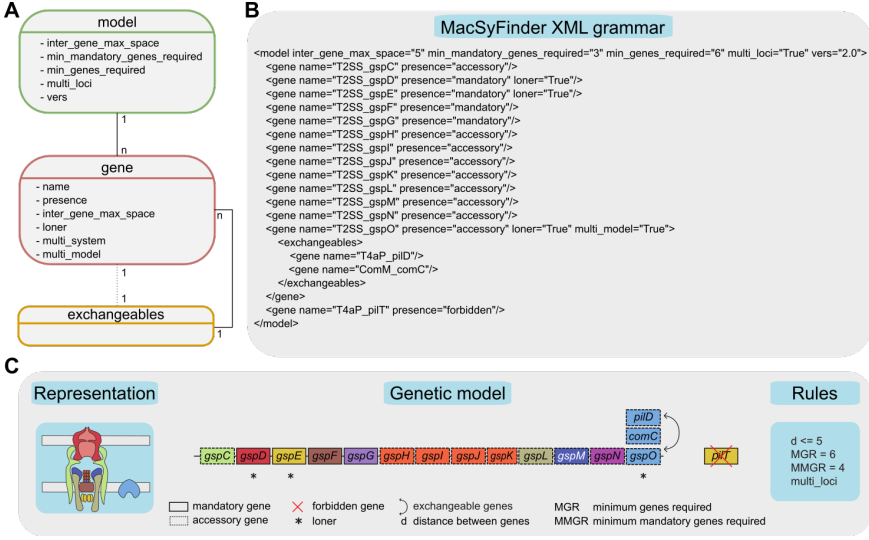 A
model
- inter_gene_max_space
- min_mandatory_genes_required
- min_genes_required
- multi_loci
- vers
1
n
gene
- name
- presence
- inter_gene_max_space
- loner
- multi_system
- multi_model
n
1
1
exchangeables
1
B
MacSyFinder XML grammar
<model inter_gene_max_space="5" min_mandatory_genes_required="3" min_genes_required="6" multi_loci="True" vers="2.0">
<gene name="T2SS_gspC" presence="accessory"/>
<gene name="T2SS_gspD" presence="mandatory" loner="True"/>
<gene name="T2SS_gspE" presence="mandatory" loner="True"/>
<gene name="T2SS_gspF" presence="mandatory"/>
<gene name="T2SS_gspG" presence="mandatory"/>
<gene name="T2SS_gspH" presence="accessory"/>
<gene name="T2SS_gspI" presence="accessory"/>
<gene name="T2SS_gspJ" presence="accessory"/>
<gene name="T2SS_gspK" presence="accessory"/>
<gene name="T2SS_gspL" presence="accessory"/>
<gene name="T2SS_gspM" presence="accessory"/>
<gene name="T2SS_gspN" presence="accessory"/>
<gene name="T2SS_gspO" presence="accessory" loner="True" multi_model="True">
<exchangeables>
<gene name="T4aP_pilD"/>
<gene name="ComM_comC"/>
</exchangeables>
</gene>
<gene name="T4aP_pilT" presence="forbidden"/>
</model>
C
Representation
Genetic model
Rules
pilD
comC
gspC gspD gspE gspF gspG gspH gspI gspJ gspK gspL gspM gspN gspO pilT
* * *
d <= 5
MGR = 6
MMGR = 4
multi_loci
mandatory gene
accessory gene
forbidden gene
* loner
exchangeable genes
d distance between genes
MGR minimum genes required
MMGR minimum mandatory genes required